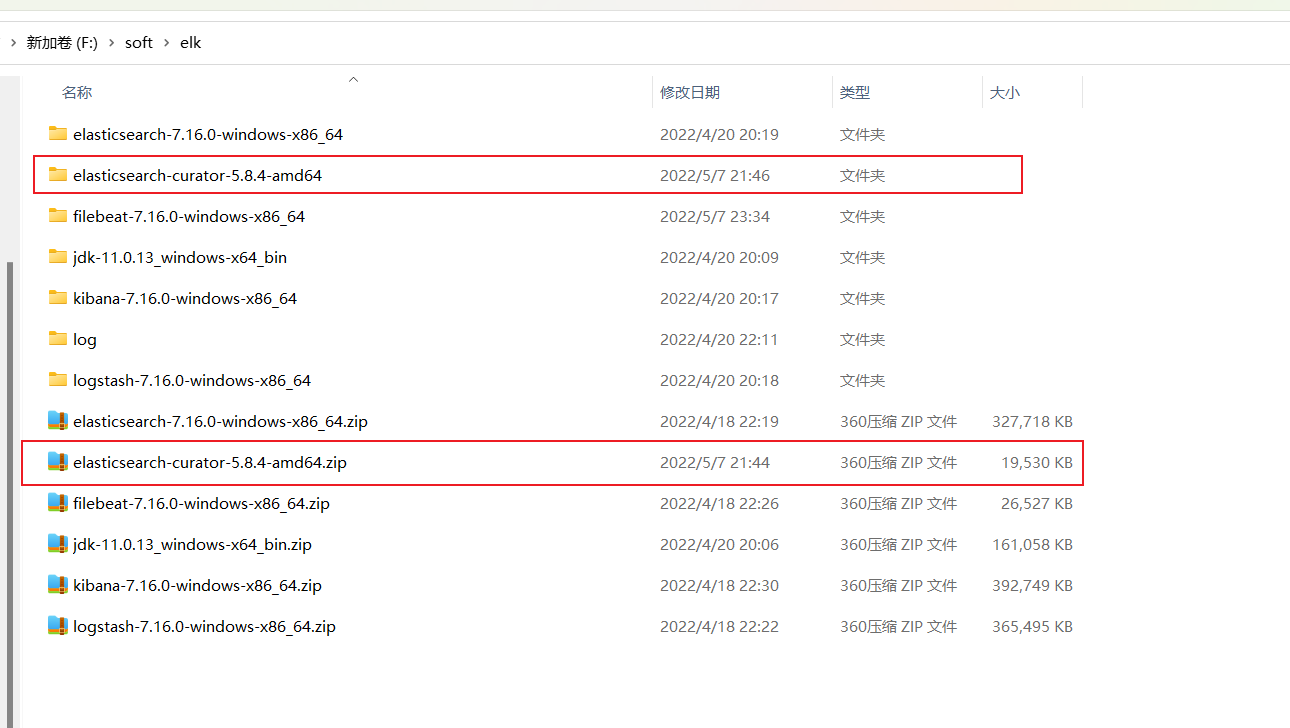 新加卷 (F:) > soft > elk
名称 修改日期 类型 大小
elasticsearch-7.16.0-windows-x86_64 2022/4/20 20:19 文件夹
elasticsearch-curator-5.8.4-amd64 2022/5/7 21:46 文件夹
filebeat-7.16.0-windows-x86_64 2022/5/7 23:34 文件夹
jdk-11.0.13_windows-x64_bin 2022/4/20 20:09 文件夹
kibana-7.16.0-windows-x86_64 2022/4/20 20:17 文件夹
log 2022/4/20 22:11 文件夹
logstash-7.16.0-windows-x86_64 2022/4/20 20:18 文件夹
elasticsearch-7.16.0-windows-x86_64.zip 2022/4/18 22:19 360压缩 ZIP 文件 327,718 KB
elasticsearch-curator-5.8.4-amd64.zip 2022/5/7 21:44 360压缩 ZIP 文件 19,530 KB
filebeat-7.16.0-windows-x86_64.zip 2022/4/18 22:26 360压缩 ZIP 文件 26,527 KB
jdk-11.0.13_windows-x64_bin.zip 2022/4/20 20:06 360压缩 ZIP 文件 161,058 KB
kibana-7.16.0-windows-x86_64.zip 2022/4/18 22:30 360压缩 ZIP 文件 392,749 KB
logstash-7.16.0-windows-x86_64.zip 2022/4/18 22:22 360压缩 ZIP 文件 365,495 KB